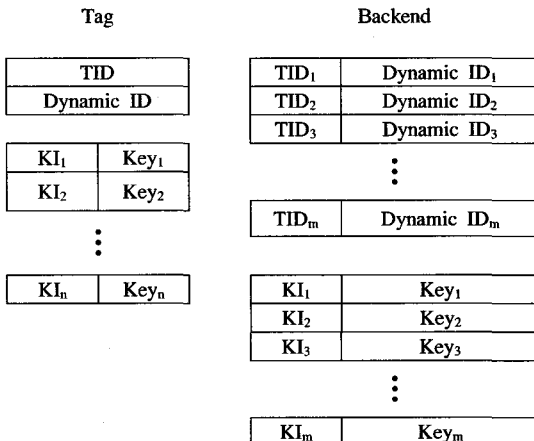 Tag
TID
Dynamic ID
KI₁ Key₁
KI₂ Key₂
KIₙ Keyₙ
Backend
TID₁ Dynamic ID₁
TID₂ Dynamic ID₂
TID₃ Dynamic ID₃
TIDₘ Dynamic IDₘ
KI₁ Key₁
KI₂ Key₂
KI₃ Key₃
KIₘ Keyₘ